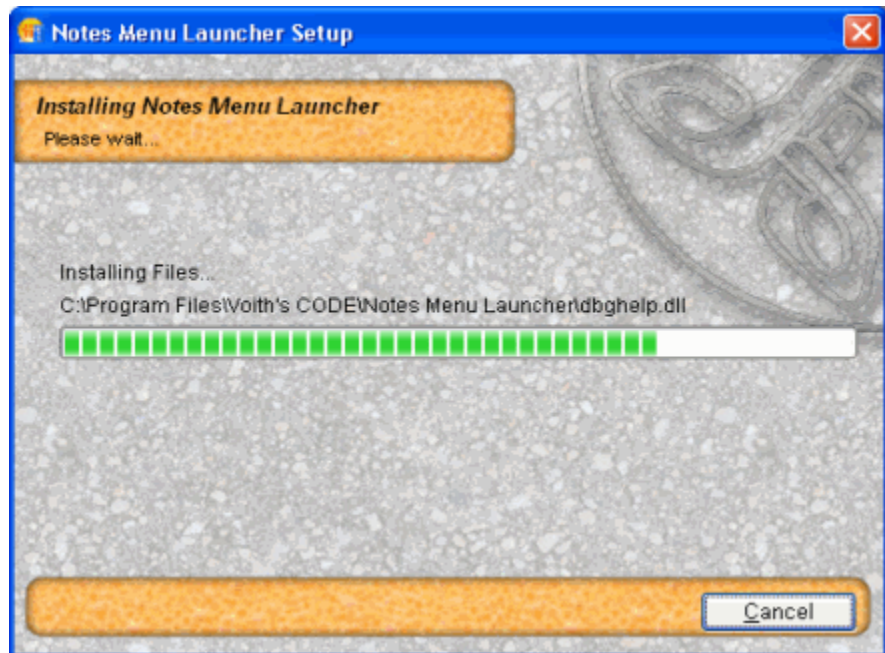 Notes Menu Launcher Setup
Installing Notes Menu Launcher
Please wait...
Installing Files...
C:\Program Files\Voith's CODE\Notes Menu Launcher\dbghelp.dll
Cancel